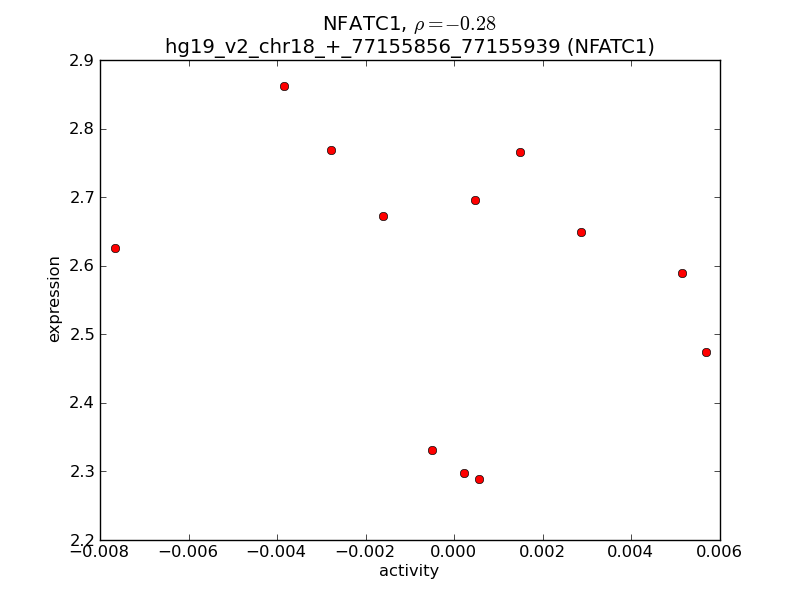 NFATC1, ρ=−0.28
hg19_v2_chr18_+_77155856_77155939 (NFATC1)
2.9
2.8
2.7
2.6
2.5
2.4
2.3
2.2
expression
−0.008 −0.006 −0.004 −0.002 0.000 0.002 0.004 0.006
activity